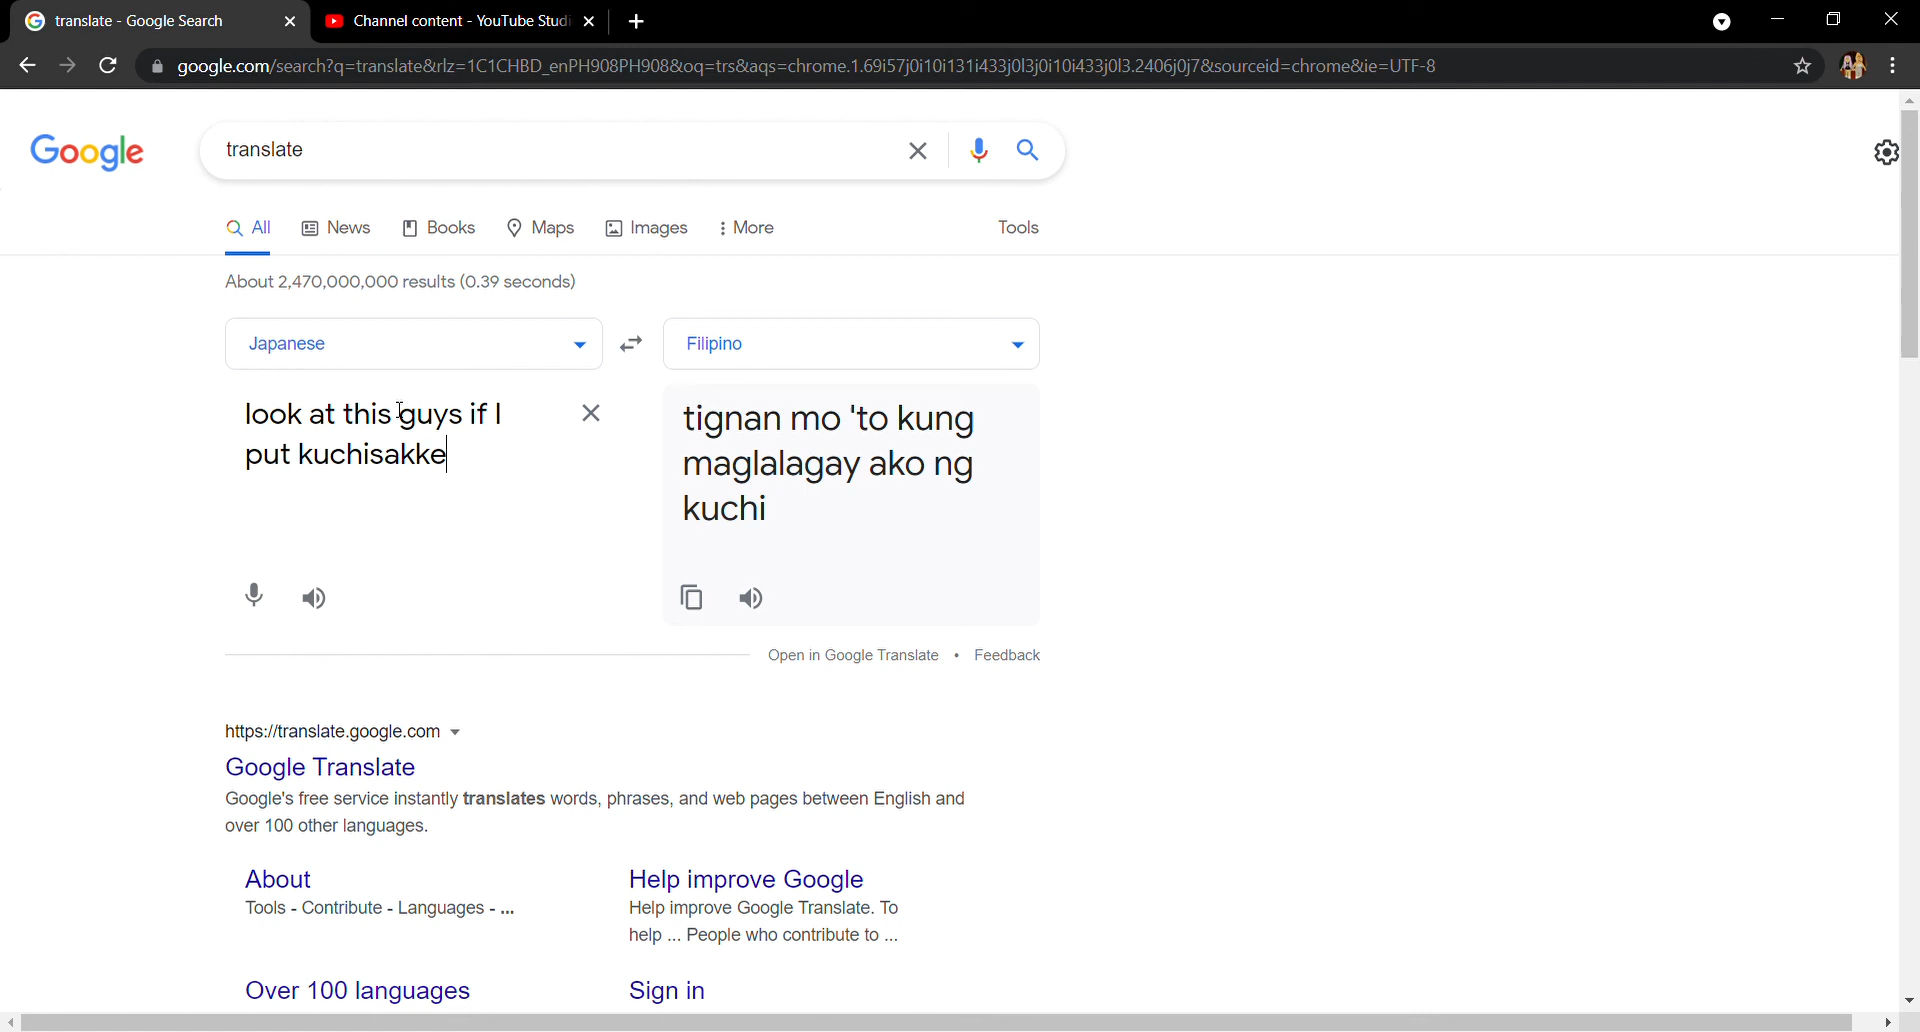 translate - Google Search
Channel content - YouTube Studi
google.com/search?q=translate&rlz=1C1CHBD_enPH908PH908&oq=trs&aqs=chrome.1.69i57j0i10i131i433j0l3j0i10i433j0l3.2406j0j7&sourceid=chrome&ie=UTF-8
Google
translate
All
News
Books
Maps
Images
More
Tools
About 2,470,000,000 results (0.39 seconds)
Japanese
Filipino
look at this guys if I
put kuchisakke
tignan mo 'to kung
maglalagay ako ng
kuchi
Open in Google Translate • Feedback
https://translate.google.com
Google Translate
Google's free service instantly translates words, phrases, and web pages between English and
over 100 other languages.
About
Tools - Contribute - Languages - ...
Help improve Google
Help improve Google Translate. To
help ... People who contribute to ...
Over 100 languages
Sign in